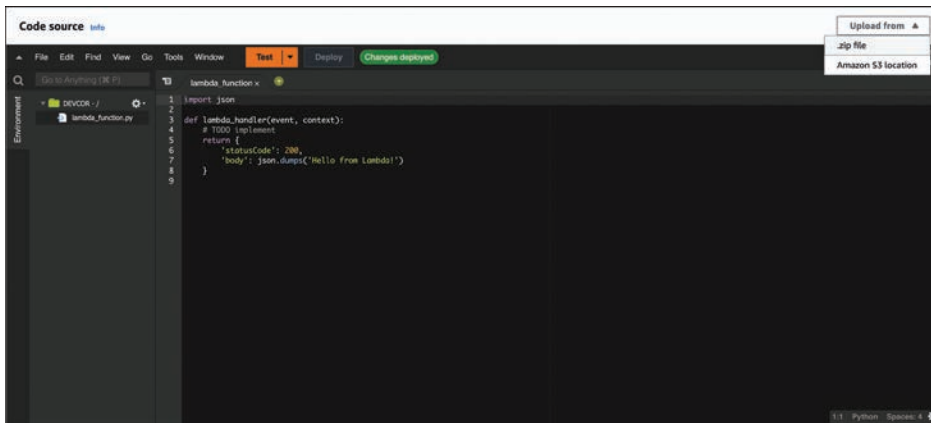 Code source Info
Upload from
.zip file
Amazon S3 location
File Edit Find View Go Tools Window Test Deploy Changes deployed
Go to Anything (⌘ P)
lambda_function ×
Environment
DEVCOR - /
lambda_function.py
1 import json
2
3 def lambda_handler(event, context):
4 # TODO implement
5 return {
6 'statusCode': 200,
7 'body': json.dumps('Hello from Lambda!')
8 }
9
1:1 Python Spaces: 4